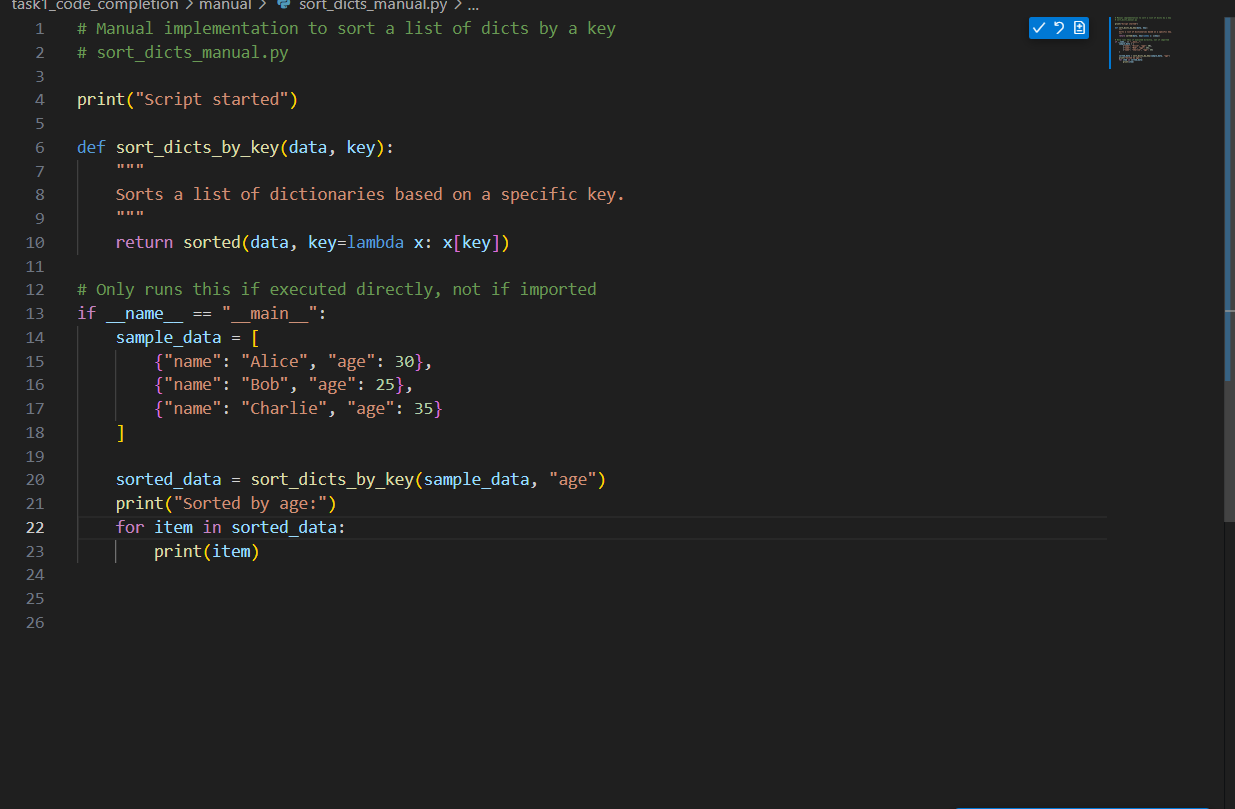 task1_code_completion > manual > sort_dicts_manual.py > ...
1 # Manual implementation to sort a list of dicts by a key
2 # sort_dicts_manual.py
3
4 print("Script started")
5
6 def sort_dicts_by_key(data, key):
7 """
8 Sorts a list of dictionaries based on a specific key.
9 """
10 return sorted(data, key=lambda x: x[key])
11
12 # Only runs this if executed directly, not if imported
13 if __name__ == "__main__":
14 sample_data = [
15 {"name": "Alice", "age": 30},
16 {"name": "Bob", "age": 25},
17 {"name": "Charlie", "age": 35}
18 ]
19
20 sorted_data = sort_dicts_by_key(sample_data, "age")
21 print("Sorted by age:")
22 for item in sorted_data:
23 print(item)
24
25
26